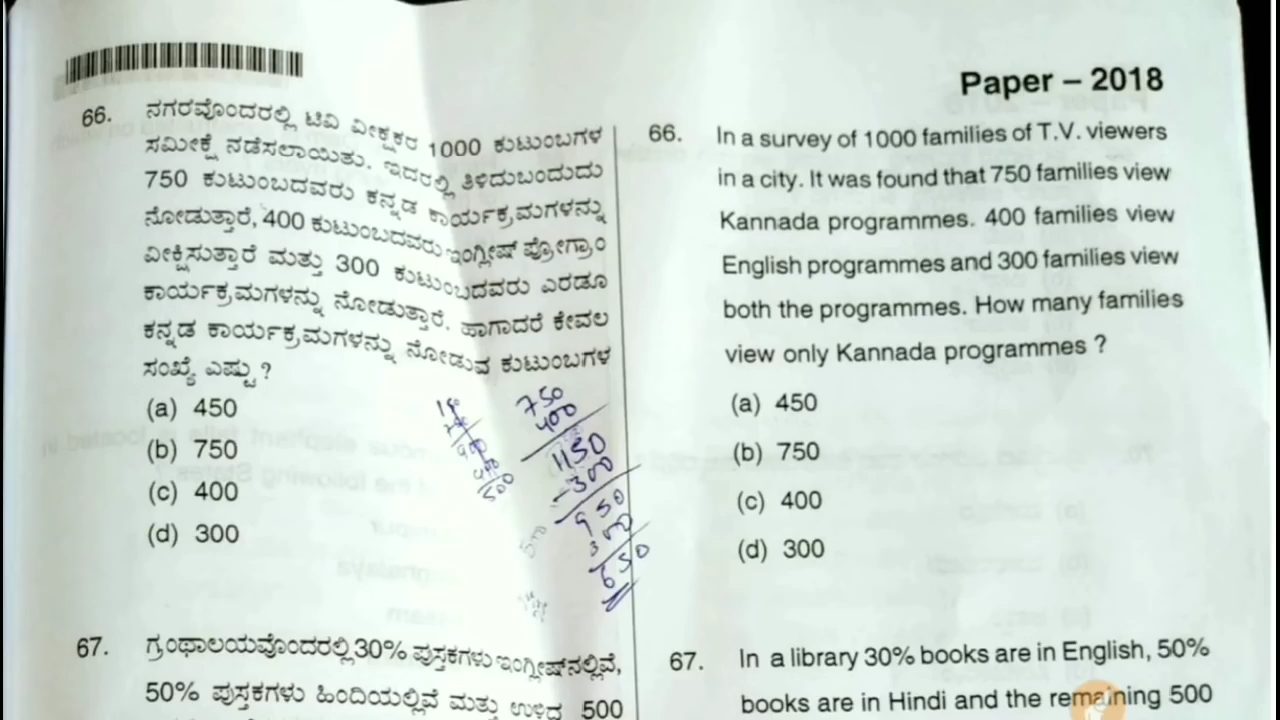 Paper – 2018
66. ನಗರವೊಂದರಲ್ಲಿ ಟಿವಿ ವೀಕ್ಷಕರ 1000 ಕುಟುಂಬಗಳ
ಸಮೀಕ್ಷೆ ನಡೆಸಲಾಯಿತು. ಇದರಲ್ಲಿ ತಿಳಿದುಬಂದುದು
750 ಕುಟುಂಬದವರು ಕನ್ನಡ ಕಾರ್ಯಕ್ರಮಗಳನ್ನು
ನೋಡುತ್ತಾರೆ, 400 ಕುಟುಂಬದವರು ಇಂಗ್ಲೀಷ್ ಪ್ರೋಗ್ರಾಂ
ವೀಕ್ಷಿಸುತ್ತಾರೆ ಮತ್ತು 300 ಕುಟುಂಬದವರು ಎರಡೂ
ಕಾರ್ಯಕ್ರಮಗಳನ್ನು ನೋಡುತ್ತಾರೆ. ಹಾಗಾದರೆ ಕೇವಲ
ಕನ್ನಡ ಕಾರ್ಯಕ್ರಮಗಳನ್ನು ನೋಡುವ ಕುಟುಂಬಗಳ
ಸಂಖ್ಯೆ ಎಷ್ಟು ?
(a) 450
(b) 750
(c) 400
(d) 300
750
400
1150
-300
950
300
650
67. ಗ್ರಂಥಾಲಯವೊಂದರಲ್ಲಿ 30% ಪುಸ್ತಕಗಳು ಇಂಗ್ಲೀಷ್‌ನಲ್ಲಿವೆ,
50% ಪುಸ್ತಕಗಳು ಹಿಂದಿಯಲ್ಲಿವೆ ಮತ್ತು ಉಳಿದ 500
66. In a survey of 1000 families of T.V. viewers
in a city. It was found that 750 families view
Kannada programmes. 400 families view
English programmes and 300 families view
both the programmes. How many families
view only Kannada programmes ?
(a) 450
(b) 750
(c) 400
(d) 300
67. In a library 30% books are in English, 50%
books are in Hindi and the remaining 500